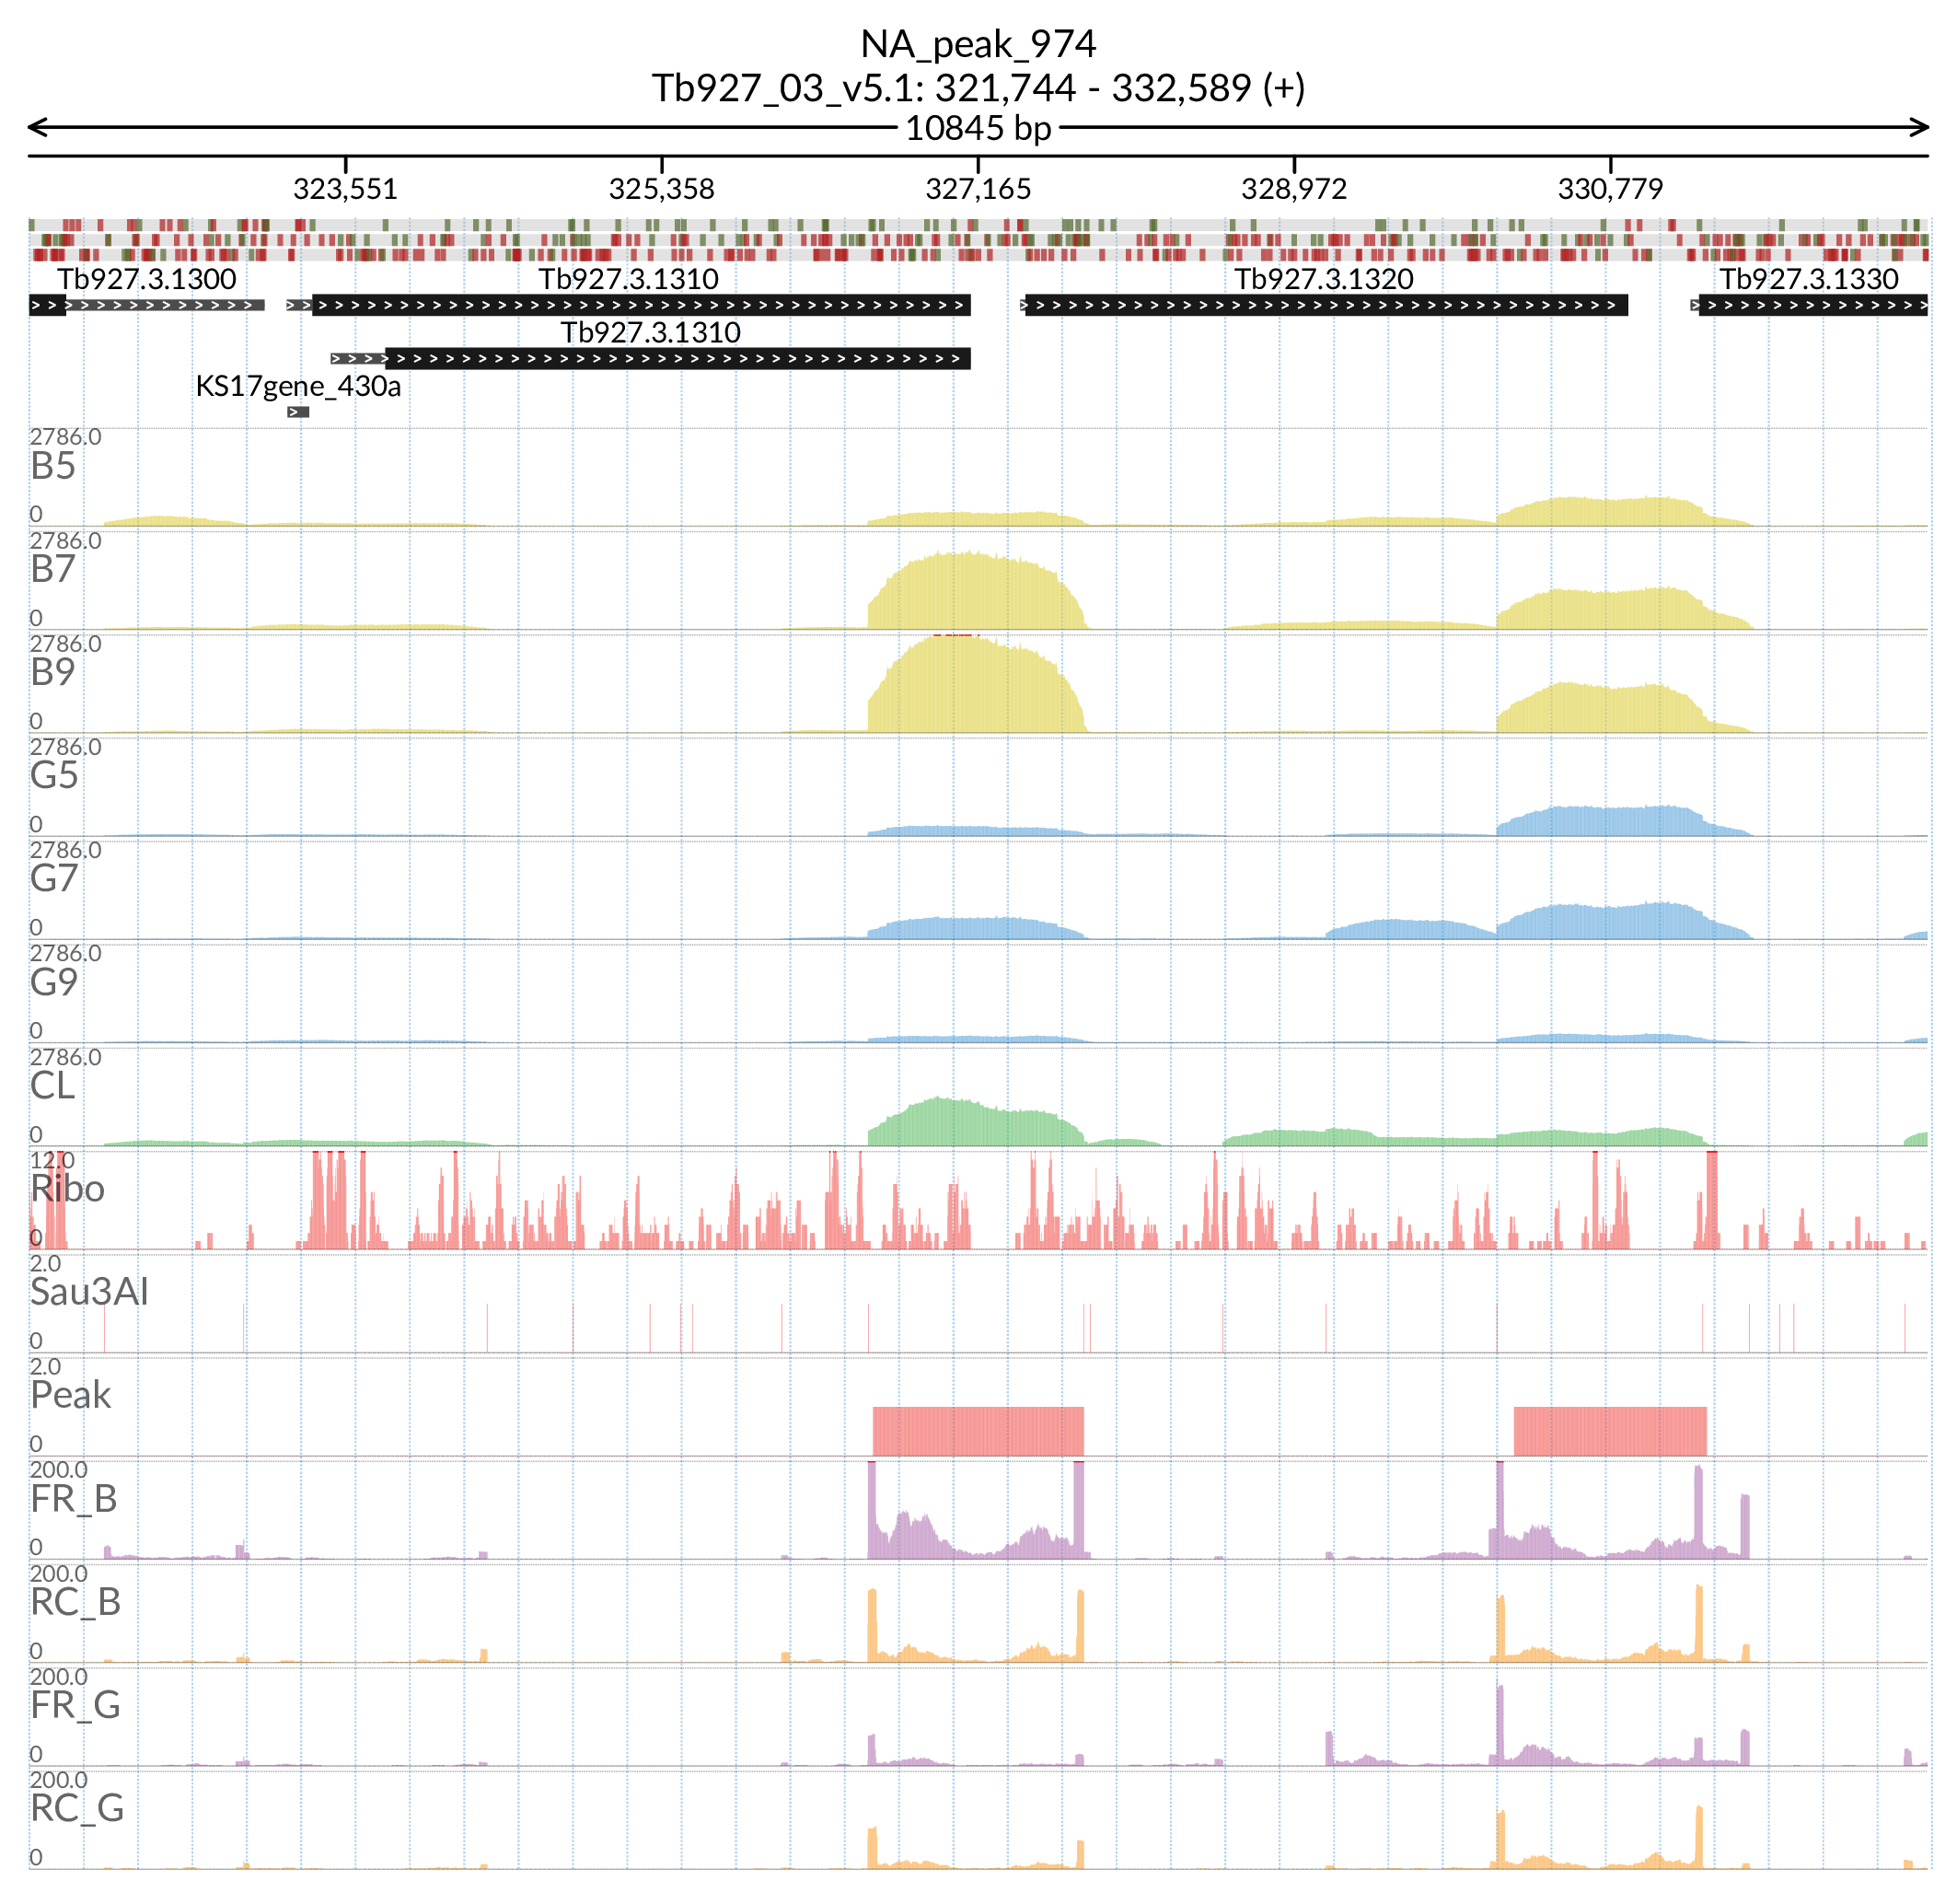 NA_peak_974
Tb927_03_v5.1: 321,744 - 332,589 (+)
10845 bp
323,551 325,358 327,165 328,972 330,779
Tb927.3.1300 Tb927.3.1310 Tb927.3.1320 Tb927.3.1330
Tb927.3.1310
KS17gene_430a
2786.0
B5
0
2786.0
B7
0
2786.0
B9
0
2786.0
G5
0
2786.0
G7
0
2786.0
G9
0
2786.0
CL
0
12.0
Ribo
0
2.0
Sau3AI
0
2.0
Peak
0
200.0
FR_B
0
200.0
RC_B
0
200.0
FR_G
0
200.0
RC_G
0